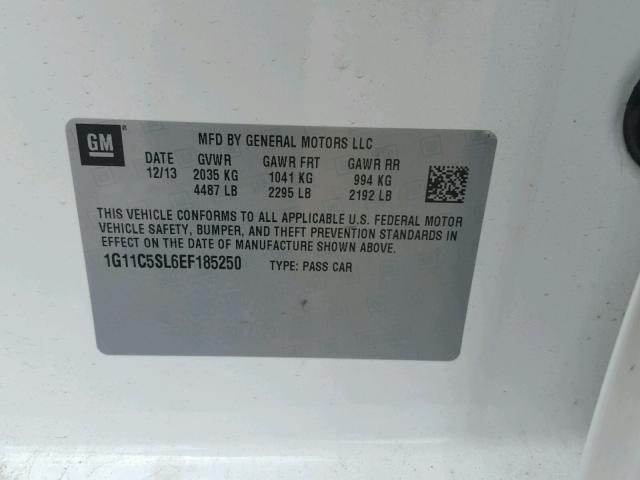 GM
MFD BY GENERAL MOTORS LLC
DATE GVWR GAWR FRT GAWR RR
12/13 2035 KG 1041 KG 994 KG
4487 LB 2295 LB 2192 LB
THIS VEHICLE CONFORMS TO ALL APPLICABLE U.S. FEDERAL MOTOR
VEHICLE SAFETY, BUMPER, AND THEFT PREVENTION STANDARDS IN
EFFECT ON THE DATE OF MANUFACTURE SHOWN ABOVE.
1G11C5SL6EF185250 TYPE: PASS CAR